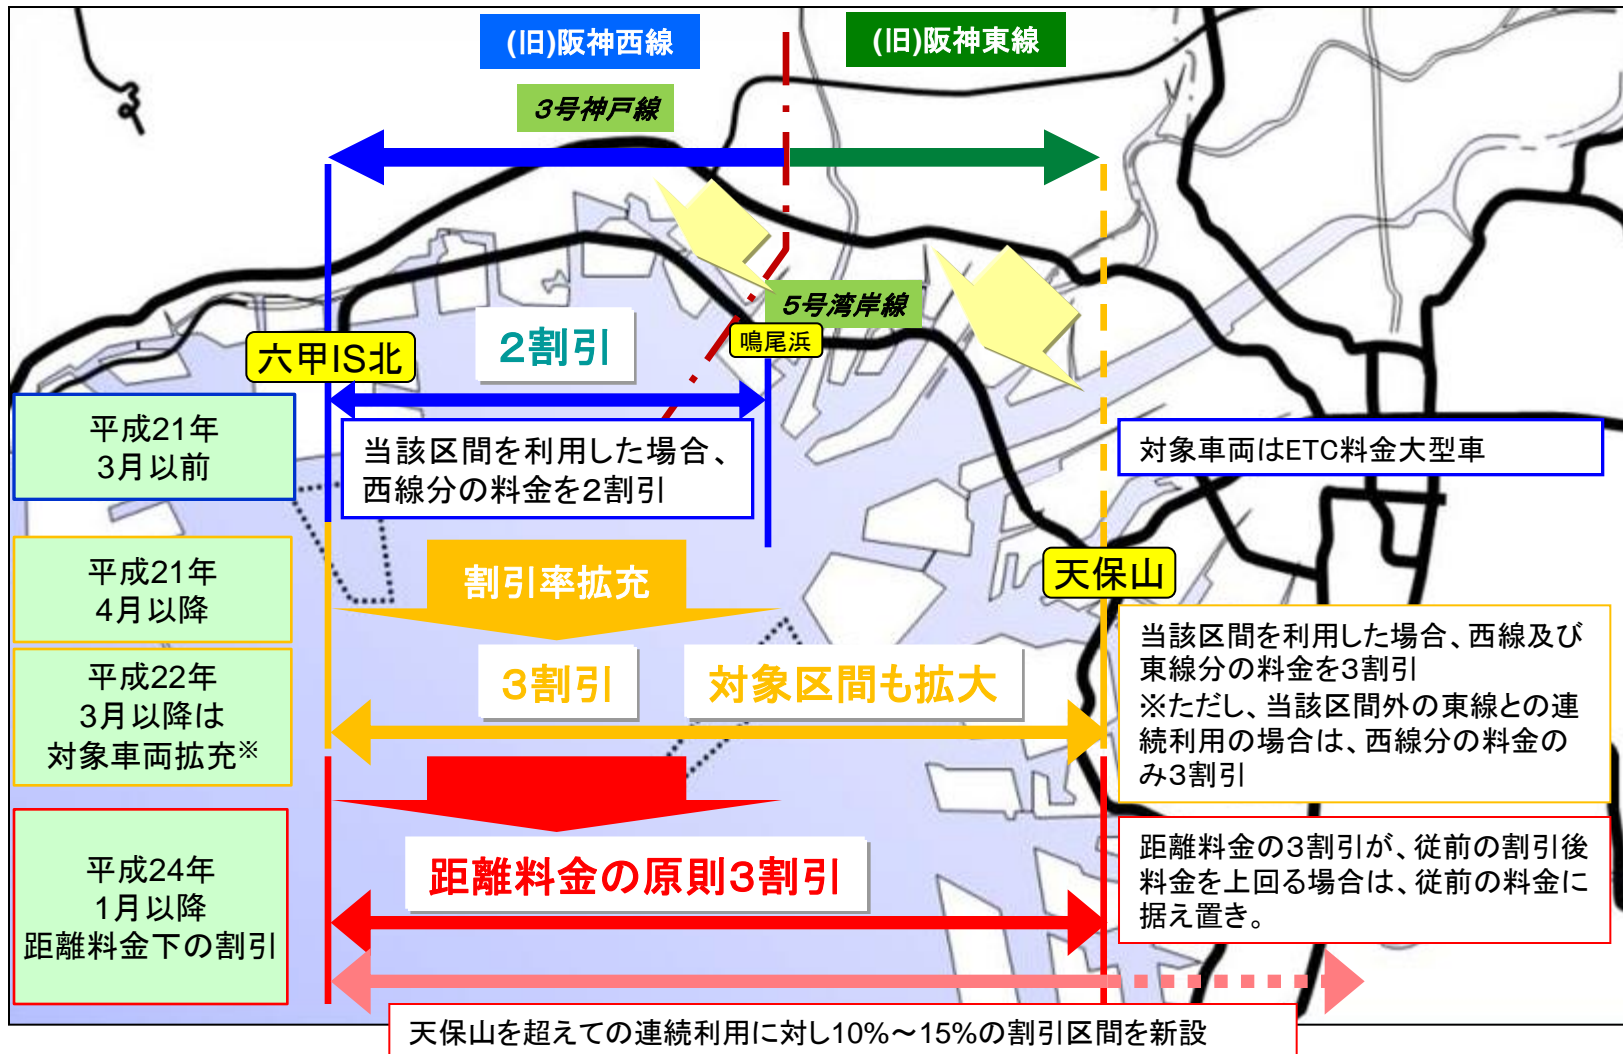 (旧)阪神西線
(旧)阪神東線
3号神戸線
5号湾岸線
六甲IS北
2割引
鳴尾浜
平成21年
3月以前
当該区間を利用した場合、
西線分の料金を2割引
対象車両はETC料金大型車
平成21年
4月以降
割引率拡充
天保山
平成22年
3月以降は
対象車両拡充※
3割引
対象区間も拡大
当該区間を利用した場合、西線及び
東線分の料金を3割引
※ただし、当該区間外の東線との連
続利用の場合は、西線分の料金の
み3割引
平成24年
1月以降
距離料金下の割引
距離料金の原則3割引
距離料金の3割引が、従前の割引後
料金を上回る場合は、従前の料金に
据え置き。
天保山を超えての連続利用に対し10%～15%の割引区間を新設